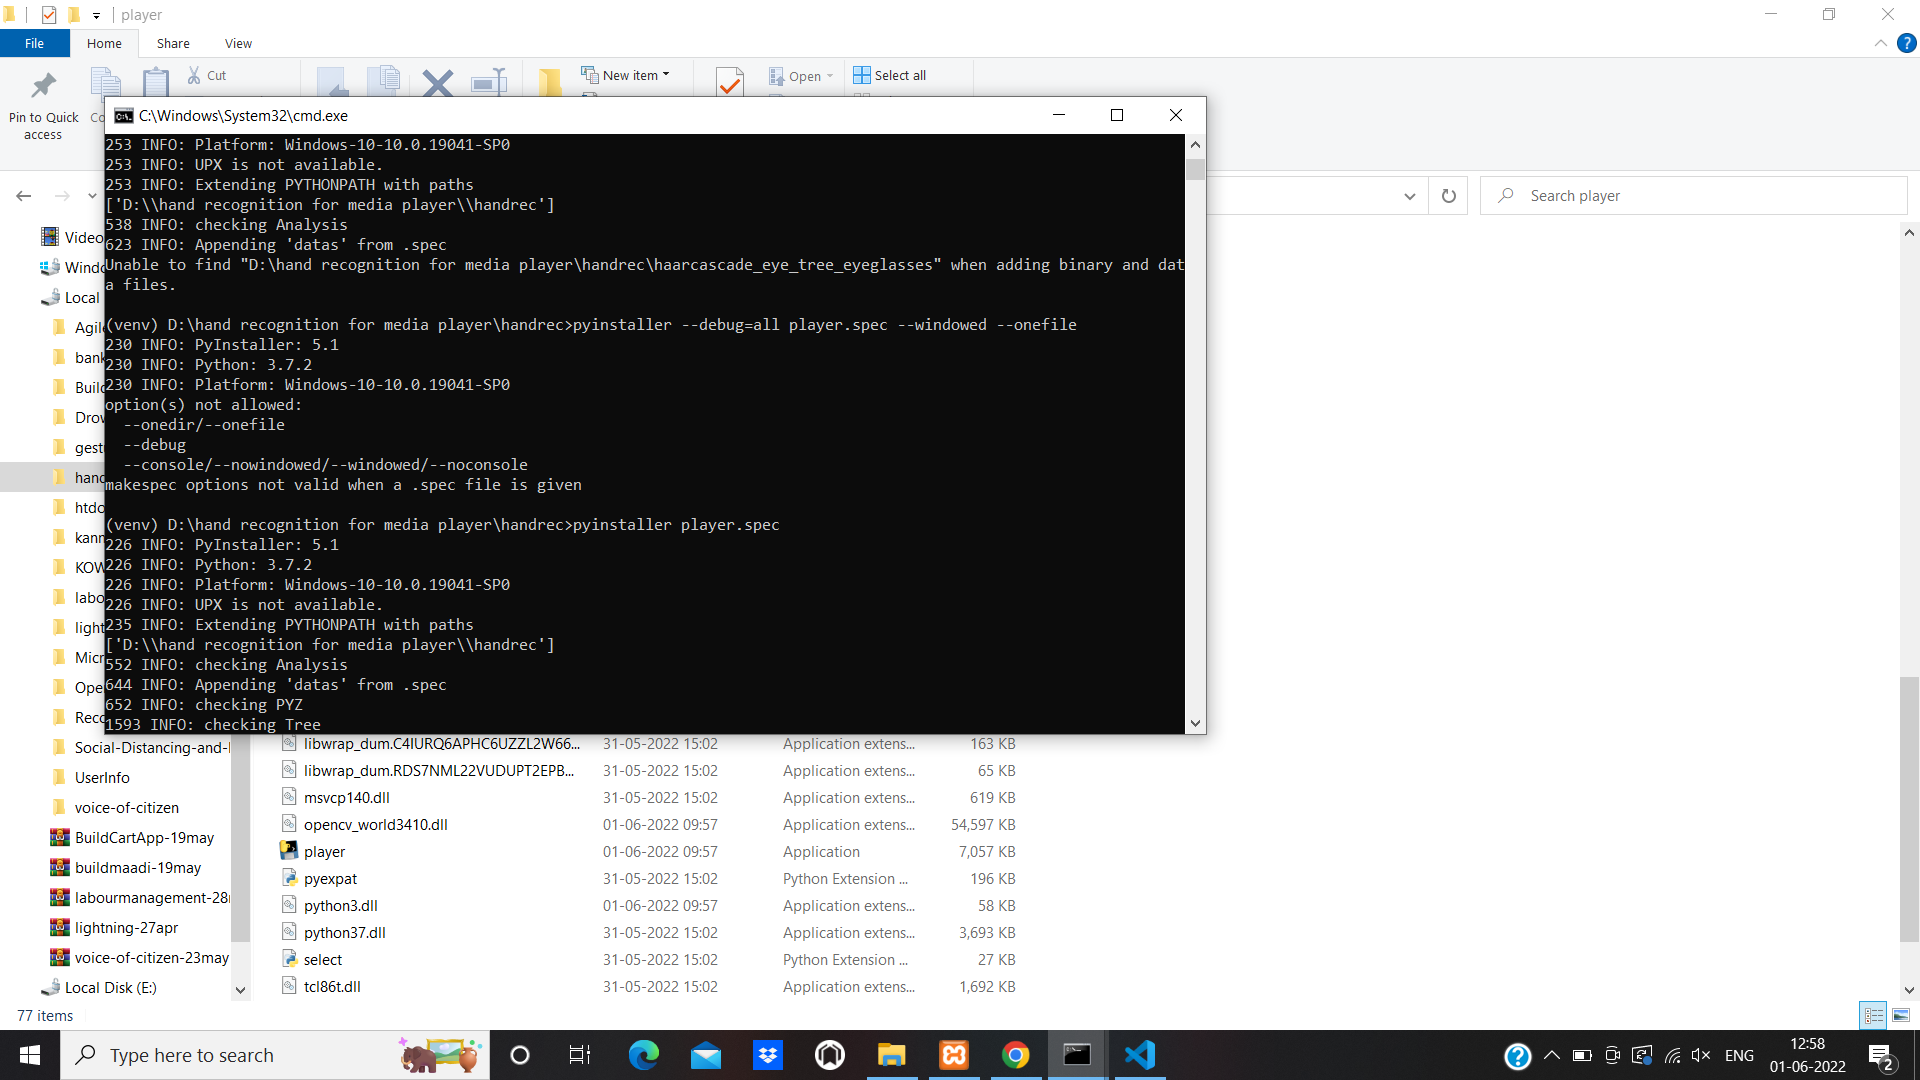 player
File
Home
Share
View
Pin to Quick
access
Cut
New item
Open
Select all
C:\Windows\System32\cmd.exe
253 INFO: Platform: Windows-10-10.0.19041-SP0
253 INFO: UPX is not available.
253 INFO: Extending PYTHONPATH with paths
['D:\\hand recognition for media player\\handrec']
538 INFO: checking Analysis
623 INFO: Appending 'datas' from .spec
Unable to find "D:\hand recognition for media player\handrec\haarcascade_eye_tree_eyeglasses" when adding binary and dat
a files.
(venv) D:\hand recognition for media player\handrec>pyinstaller --debug=all player.spec --windowed --onefile
230 INFO: PyInstaller: 5.1
230 INFO: Python: 3.7.2
230 INFO: Platform: Windows-10-10.0.19041-SP0
option(s) not allowed:
--onedir/--onefile
--debug
--console/--nowindowed/--windowed/--noconsole
makespec options not valid when a .spec file is given
(venv) D:\hand recognition for media player\handrec>pyinstaller player.spec
226 INFO: PyInstaller: 5.1
226 INFO: Python: 3.7.2
226 INFO: Platform: Windows-10-10.0.19041-SP0
226 INFO: UPX is not available.
235 INFO: Extending PYTHONPATH with paths
['D:\\hand recognition for media player\\handrec']
552 INFO: checking Analysis
644 INFO: Appending 'datas' from .spec
652 INFO: checking PYZ
1593 INFO: checking Tree
Search player
Video
Windo
Local
Agil
bank
Buil
Drov
gest
hand
htdo
kann
KOW
labo
light
Micr
Ope
Reco
Social-Distancing-and-
UserInfo
voice-of-citizen
BuildCartApp-19may
buildmaadi-19may
labourmanagement-28
lightning-27apr
voice-of-citizen-23may
Local Disk (E:)
libwrap_dum.C4IURQ6APHC6UZZL2W66... 31-05-2022 15:02 Application extens... 163 KB
libwrap_dum.RDS7NML22VUDUPT2EPB... 31-05-2022 15:02 Application extens... 65 KB
msvcp140.dll 31-05-2022 15:02 Application extens... 619 KB
opencv_world3410.dll 01-06-2022 09:57 Application extens... 54,597 KB
player 01-06-2022 09:57 Application 7,057 KB
pyexpat 31-05-2022 15:02 Python Extension ... 196 KB
python3.dll 01-06-2022 09:57 Application extens... 58 KB
python37.dll 31-05-2022 15:02 Application extens... 3,693 KB
select 31-05-2022 15:02 Python Extension ... 27 KB
tcl86t.dll 31-05-2022 15:02 Application extens... 1,692 KB
77 items
Type here to search
ENG
12:58
01-06-2022
2